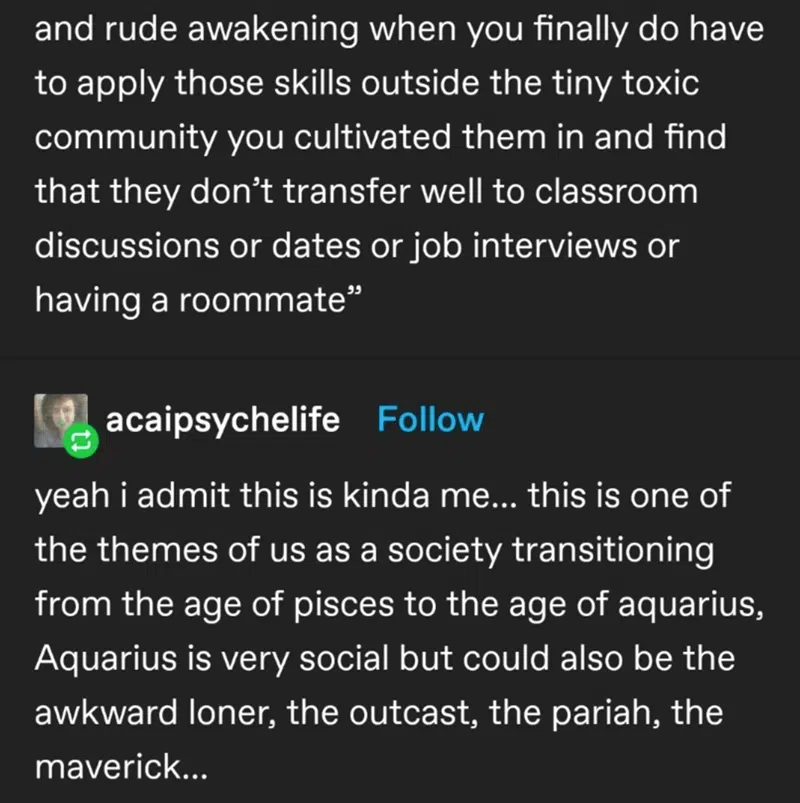 and rude awakening when you finally do have
to apply those skills outside the tiny toxic
community you cultivated them in and find
that they don’t transfer well to classroom
discussions or dates or job interviews or
having a roommate”
acaipsychelife Follow
yeah i admit this is kinda me... this is one of
the themes of us as a society transitioning
from the age of pisces to the age of aquarius,
Aquarius is very social but could also be the
awkward loner, the outcast, the pariah, the
maverick...